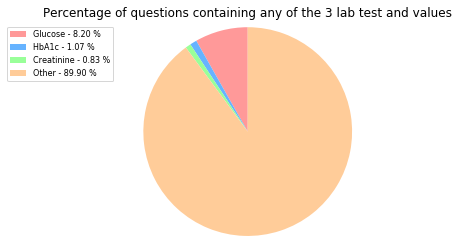 Percentage of questions containing any of the 3 lab test and values
Glucose - 8.20 %
HbA1c - 1.07 %
Creatinine - 0.83 %
Other - 89.90 %